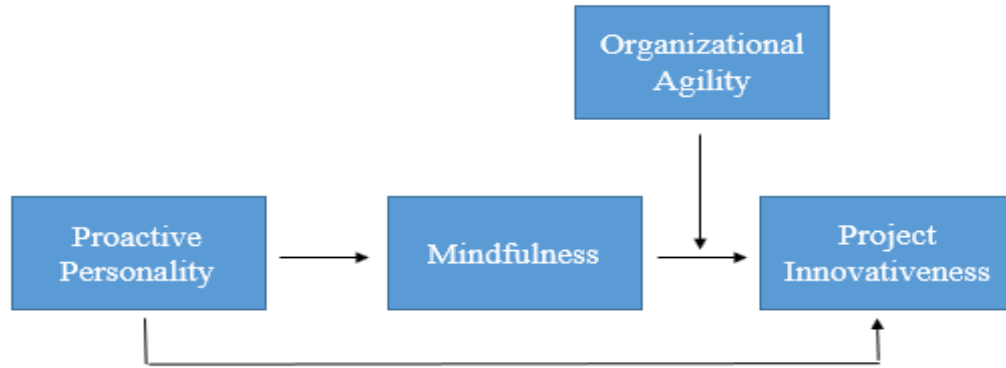 Organizational
Agility
Proactive
Personality
Mindfulness
Project
Innovativeness